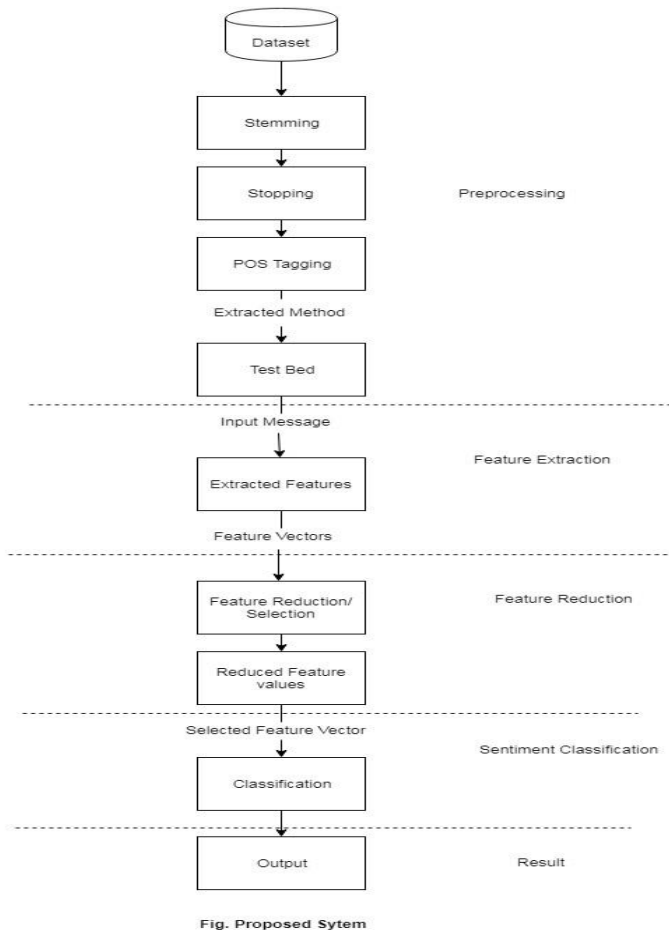 Dataset
Stemming
Stopping
Preprocessing
POS Tagging
Extracted Method
Test Bed
Input Message
Feature Extraction
Extracted Features
Feature Vectors
Feature Reduction/
Selection
Feature Reduction
Reduced Feature
values
Selected Feature Vector
Sentiment Classification
Classification
Output
Result
Fig. Proposed Sytem